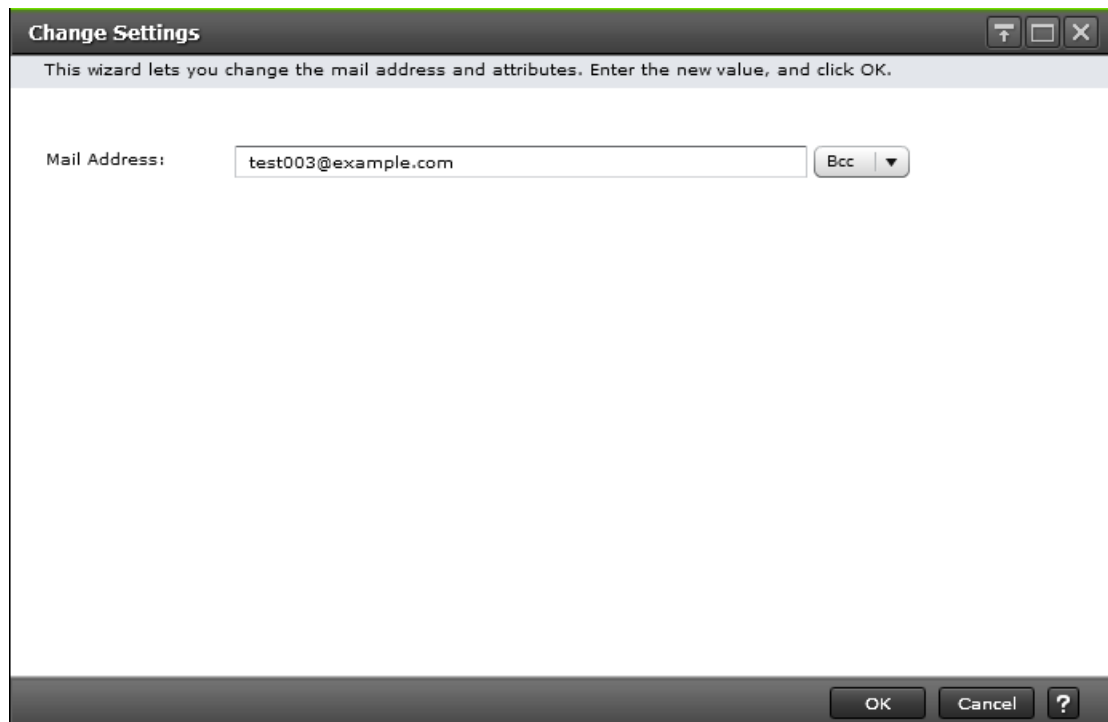 Change Settings
This wizard lets you change the mail address and attributes. Enter the new value, and click OK.
Mail Address: test003@example.com Bcc
OK Cancel ?